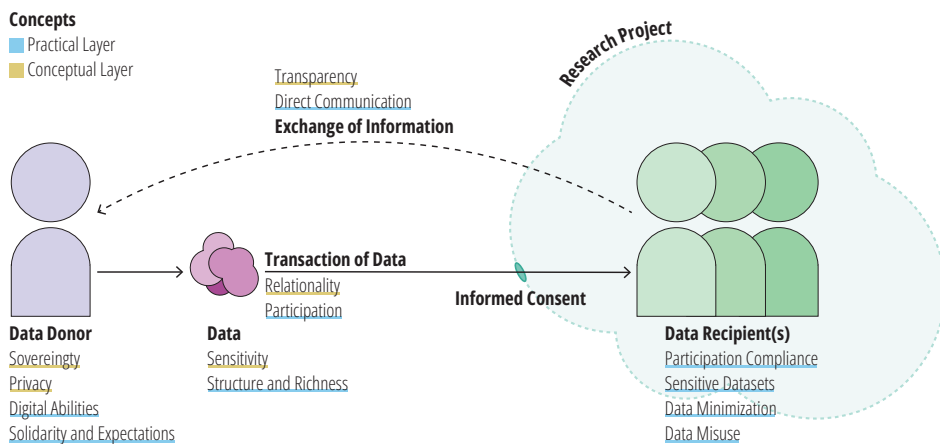 Concepts
Practical Layer
Conceptual Layer
Research Project
Transparency
Direct Communication
Exchange of Information
Transaction of Data
Relationality
Participation
Informed Consent
Data Donor
Sovereingty
Privacy
Digital Abilities
Solidarity and Expectations
Data
Sensitivity
Structure and Richness
Data Recipient(s)
Participation Compliance
Sensitive Datasets
Data Minimization
Data Misuse